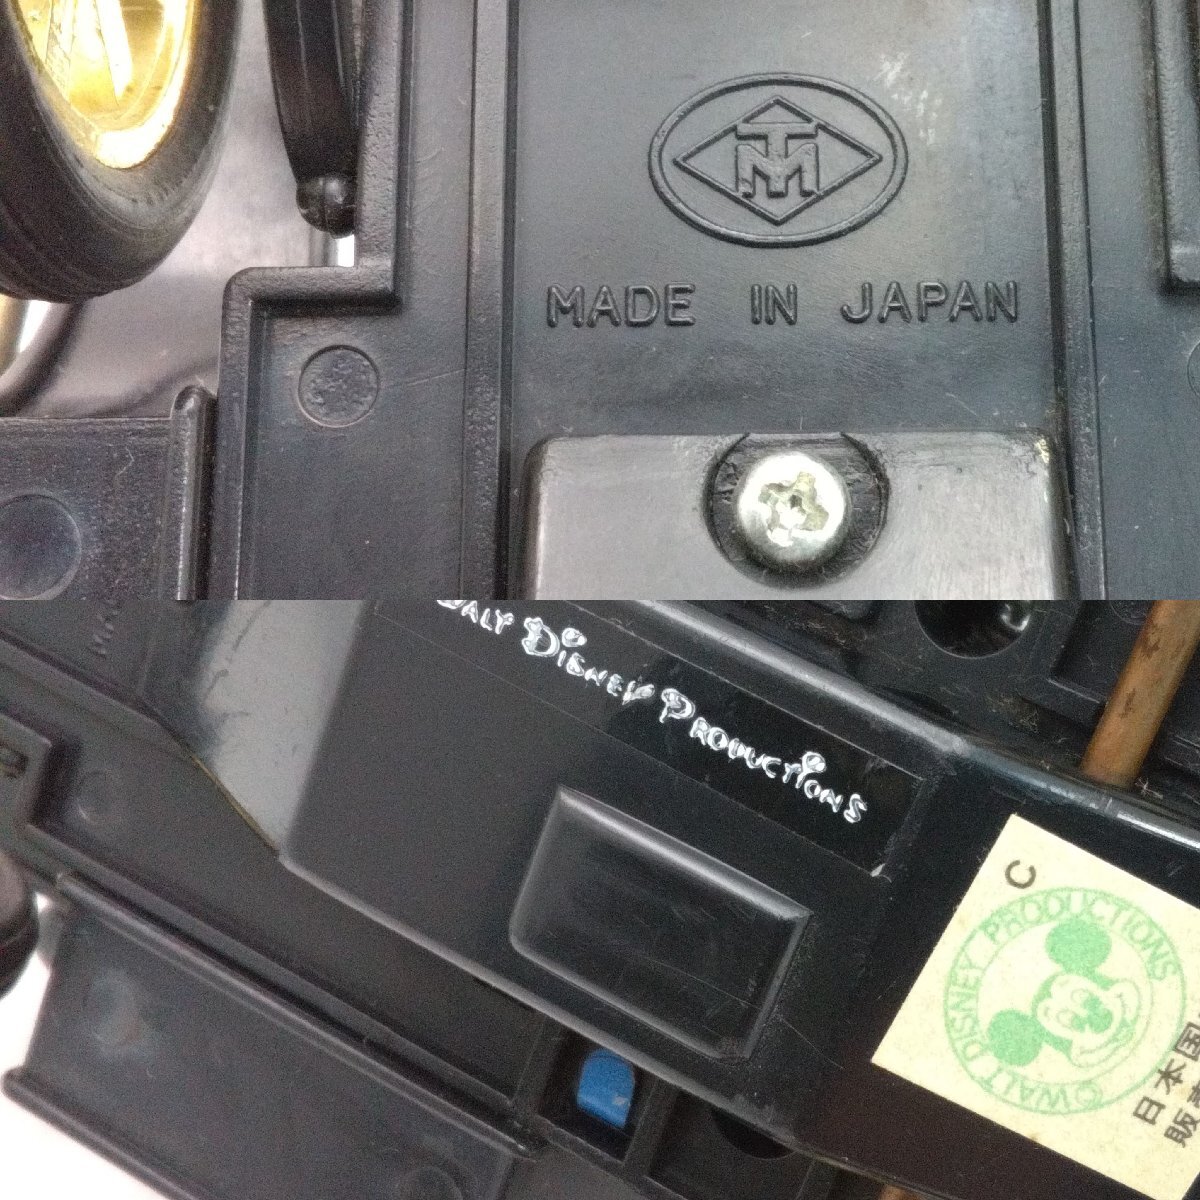 TM
MADE IN JAPAN
WALT DISNEY PRODUCTIONS
C
©WALT DISNEY PRODUCTIONS
日本国
販